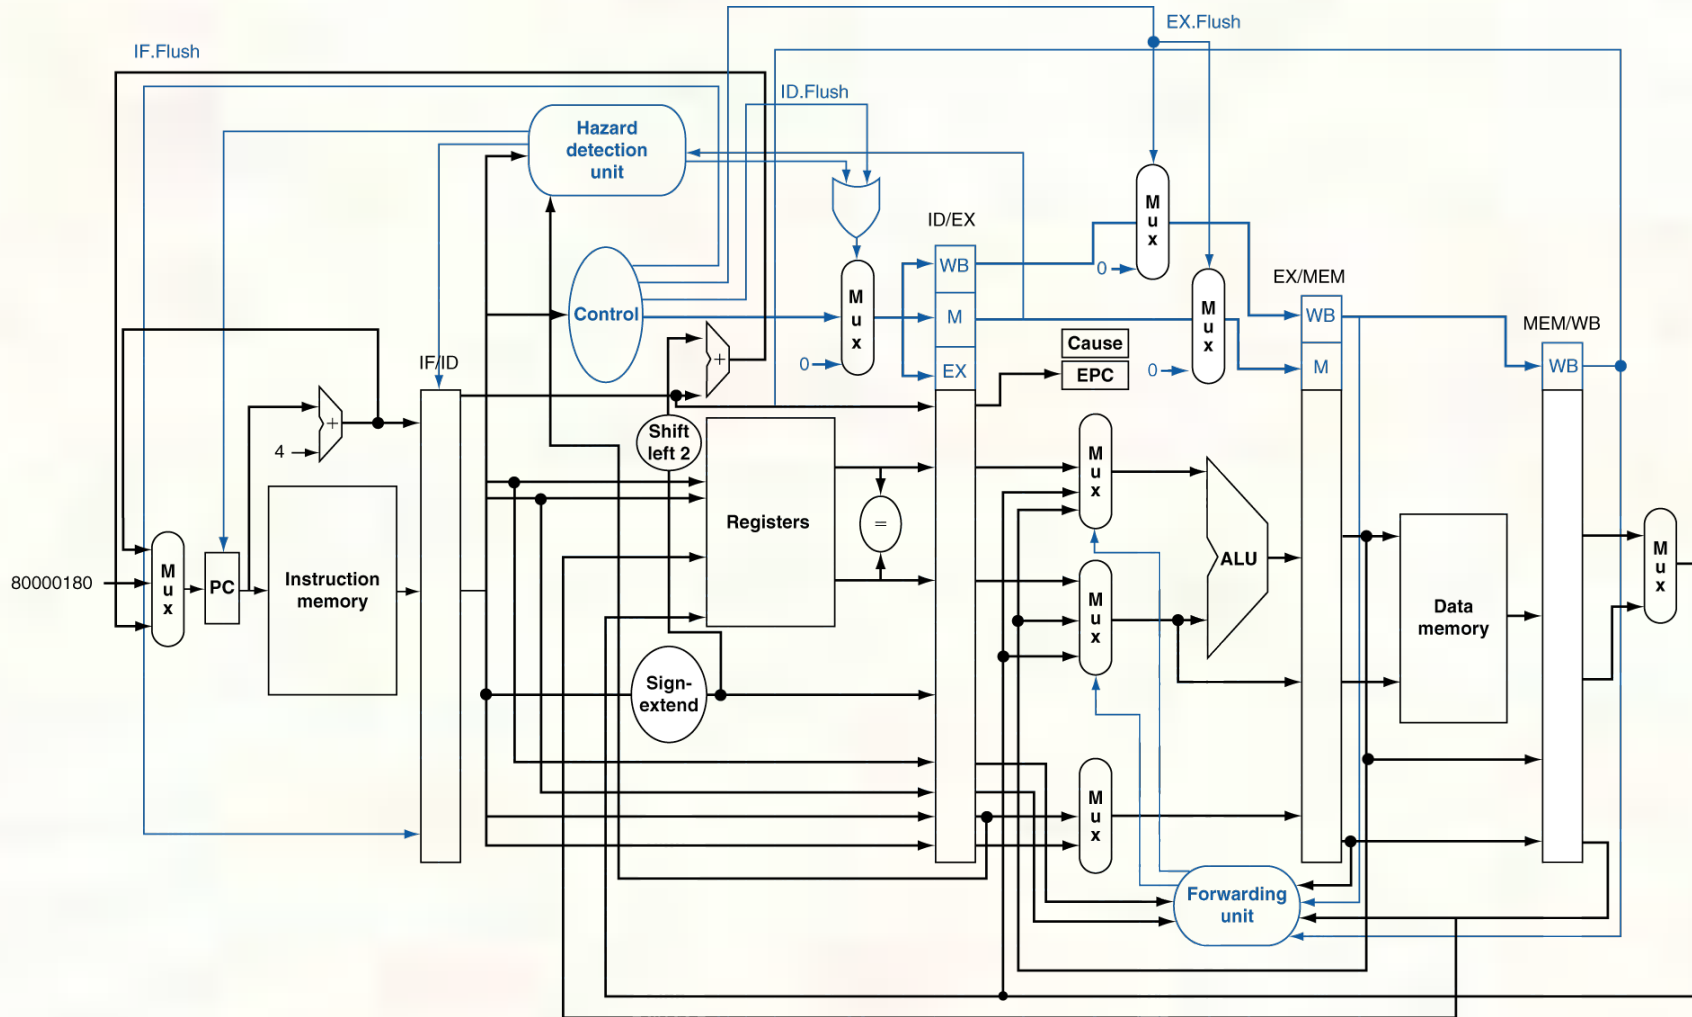 EX.Flush
IF.Flush
ID.Flush
Hazard
detection
unit
M
u
x
ID/EX
WB
0
M
u
x
EX/MEM
Control
M
u
x
M
WB
MEM/WB
Cause
IF/ID
0
EX
EPC
0
M
WB
+
+
4
Shift
left 2
M
u
x
Registers
=
M
u
x
80000180
M
u
x
PC
Instruction
memory
ALU
M
u
x
Data
memory
Sign-
extend
M
u
x
Forwarding
unit